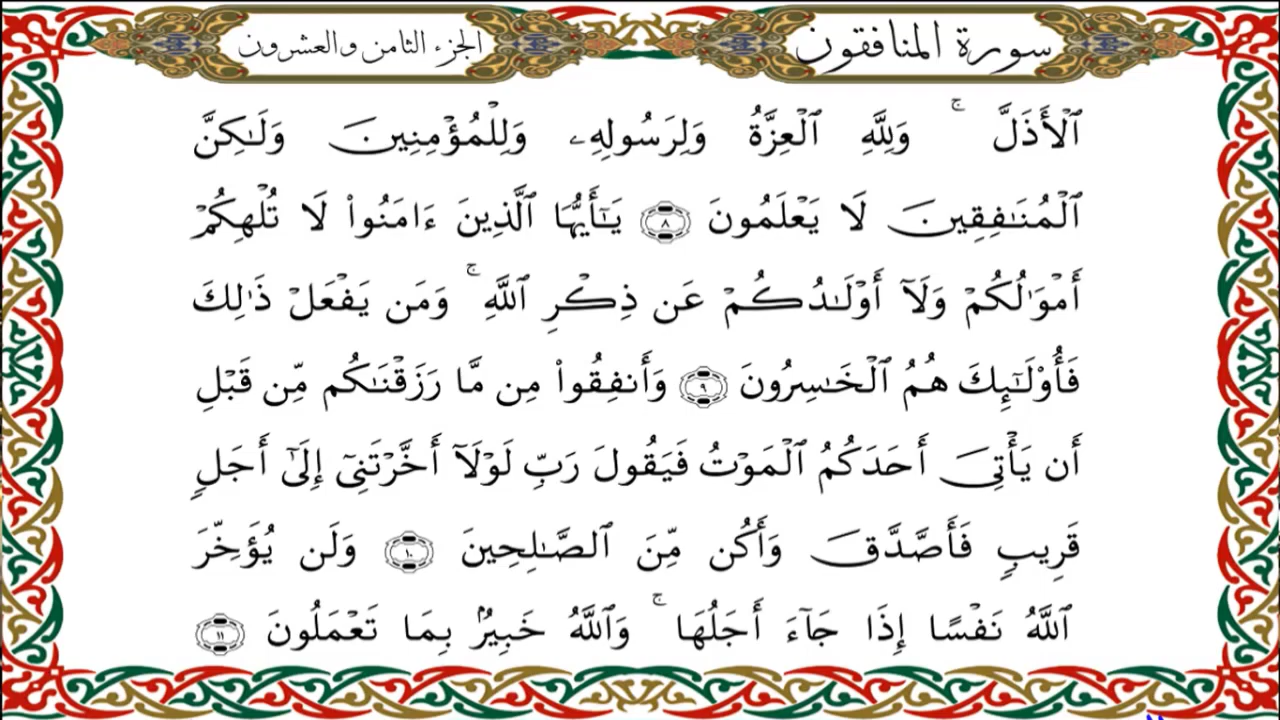 سورة المنافقون
الجزء الثامن والعشرون
ٱلْأَذَلَّ ۚ وَلِلَّهِ ٱلْعِزَّةُ وَلِرَسُولِهِۦ وَلِلْمُؤْمِنِينَ وَلَـٰكِنَّ
ٱلْمُنَـٰفِقِينَ لَا يَعْلَمُونَ ٨ يَـٰٓأَيُّهَا ٱلَّذِينَ ءَامَنُوا۟ لَا تُلْهِكُمْ
أَمْوَٰلُكُمْ وَلَآ أَوْلَـٰدُكُمْ عَن ذِكْرِ ٱللَّهِ ۚ وَمَن يَفْعَلْ ذَٰلِكَ
فَأُو۟لَـٰٓئِكَ هُمُ ٱلْخَـٰسِرُونَ ٩ وَأَنفِقُوا۟ مِن مَّا رَزَقْنَـٰكُم مِّن قَبْلِ
أَن يَأْتِىَ أَحَدَكُمُ ٱلْمَوْتُ فَيَقُولَ رَبِّ لَوْلَآ أَخَّرْتَنِىٓ إِلَىٰٓ أَجَلٍ
قَرِيبٍ فَأَصَّدَّقَ وَأَكُن مِّنَ ٱلصَّـٰلِحِينَ ١٠ وَلَن يُؤَخِّرَ
ٱللَّهُ نَفْسًا إِذَا جَآءَ أَجَلُهَا ۚ وَٱللَّهُ خَبِيرٌۢ بِمَا تَعْمَلُونَ ١١